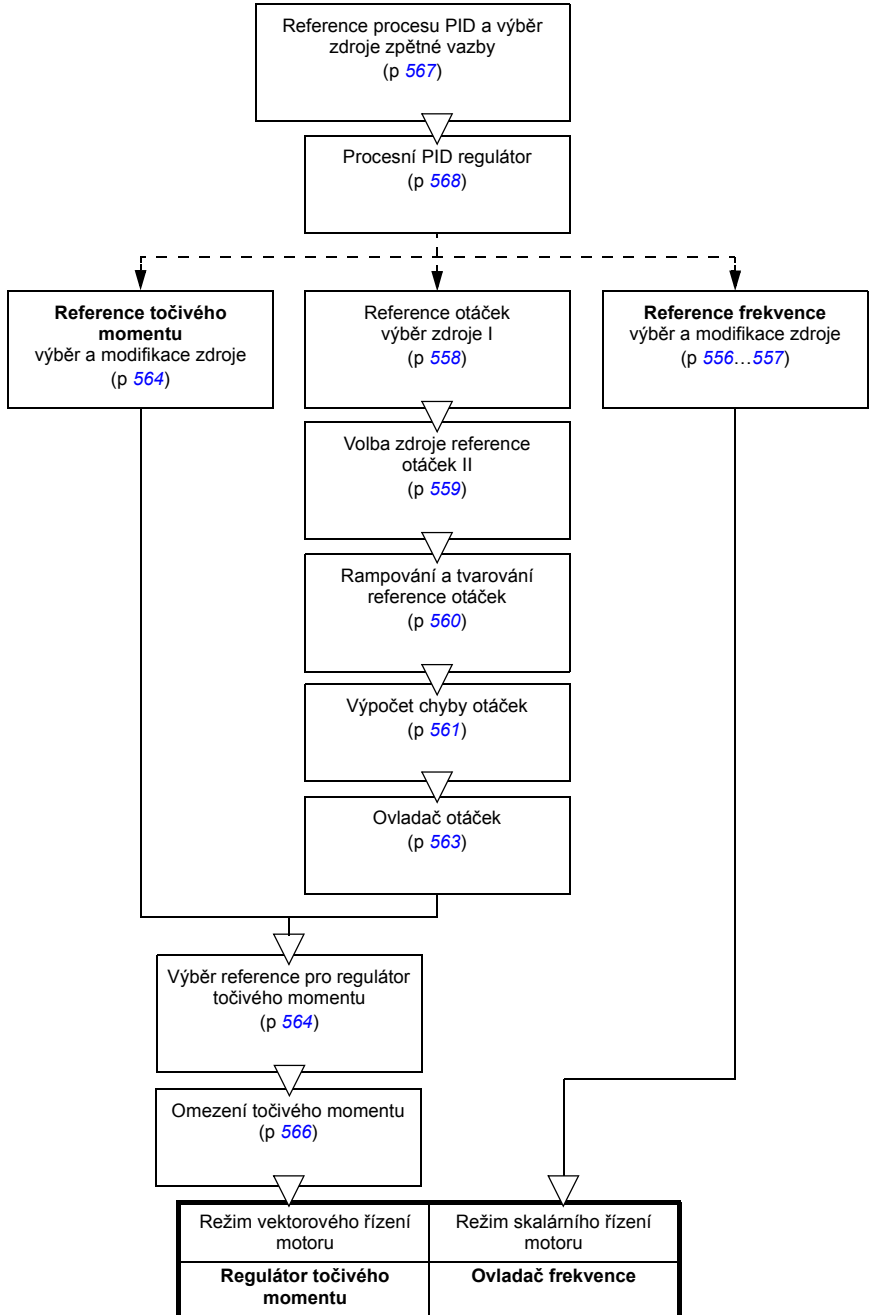 Reference procesu PID a výběr
zdroje zpětné vazby
(p 567)
Procesní PID regulátor
(p 568)
Reference točivého
momentu
výběr a modifikace zdroje
(p 564)
Reference otáček
výběr zdroje I
(p 558)
Reference frekvence
výběr a modifikace zdroje
(p 556…557)
Volba zdroje reference
otáček II
(p 559)
Rampování a tvarování
reference otáček
(p 560)
Výpočet chyby otáček
(p 561)
Ovladač otáček
(p 563)
Výběr reference pro regulátor
točivého momentu
(p 564)
Omezení točivého momentu
(p 566)
Režim vektorového řízení
motoru
Režim skalárního řízení
motoru
Regulátor točivého
momentu
Ovladač frekvence